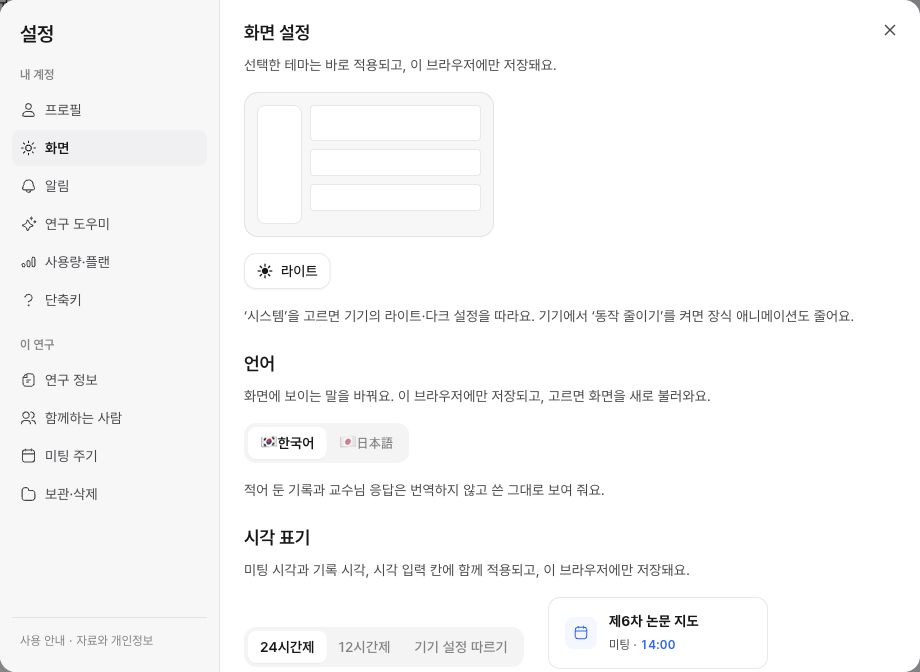 설정
내 계정
프로필
화면
알림
연구 도우미
사용량·플랜
단축키
이 연구
연구 정보
함께하는 사람
미팅 주기
보관·삭제
사용 안내 · 자료와 개인정보
화면 설정
선택한 테마는 바로 적용되고, 이 브라우저에만 저장돼요.
라이트
‘시스템’을 고르면 기기의 라이트·다크 설정을 따라요. 기기에서 ‘동작 줄이기’를 켜면 장식 애니메이션도 줄어요.
언어
화면에 보이는 말을 바꿔요. 이 브라우저에만 저장되고, 고르면 화면을 새로 불러와요.
한국어 日本語
적어 둔 기록과 교수님 응답은 번역하지 않고 쓴 그대로 보여 줘요.
시각 표기
미팅 시각과 기록 시각, 시각 입력 칸에 함께 적용되고, 이 브라우저에만 저장돼요.
24시간제 12시간제 기기 설정 따르기
제6차 논문 지도
미팅 · 14:00